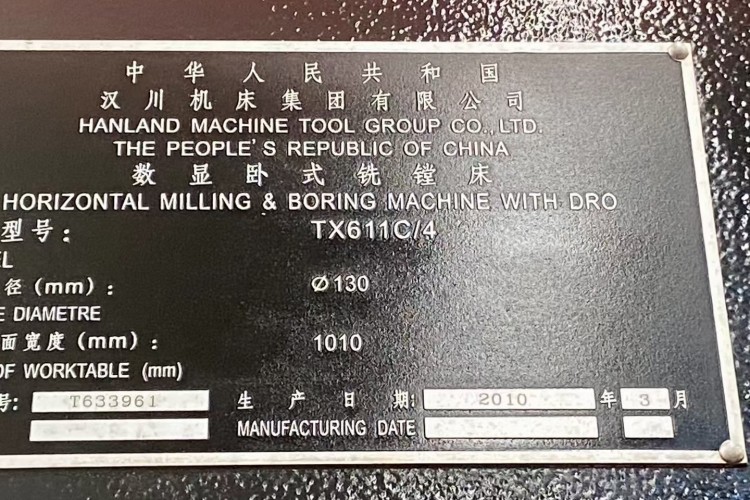 中华人民共和国
汉川机床集团有限公司
HANLAND MACHINE TOOL GROUP CO., LTD.
THE PEOPLE'S REPUBLIC OF CHINA
数显卧式铣镗床
HORIZONTAL MILLING & BORING MACHINE WITH DRO
型号： TX611C/4
EL
径（mm）： Ø130
E DIAMETRE
面宽度（mm）： 1010
OF WORKTABLE (mm)
号: T633961 生产日期: 2010 年 3 月
MANUFACTURING DATE